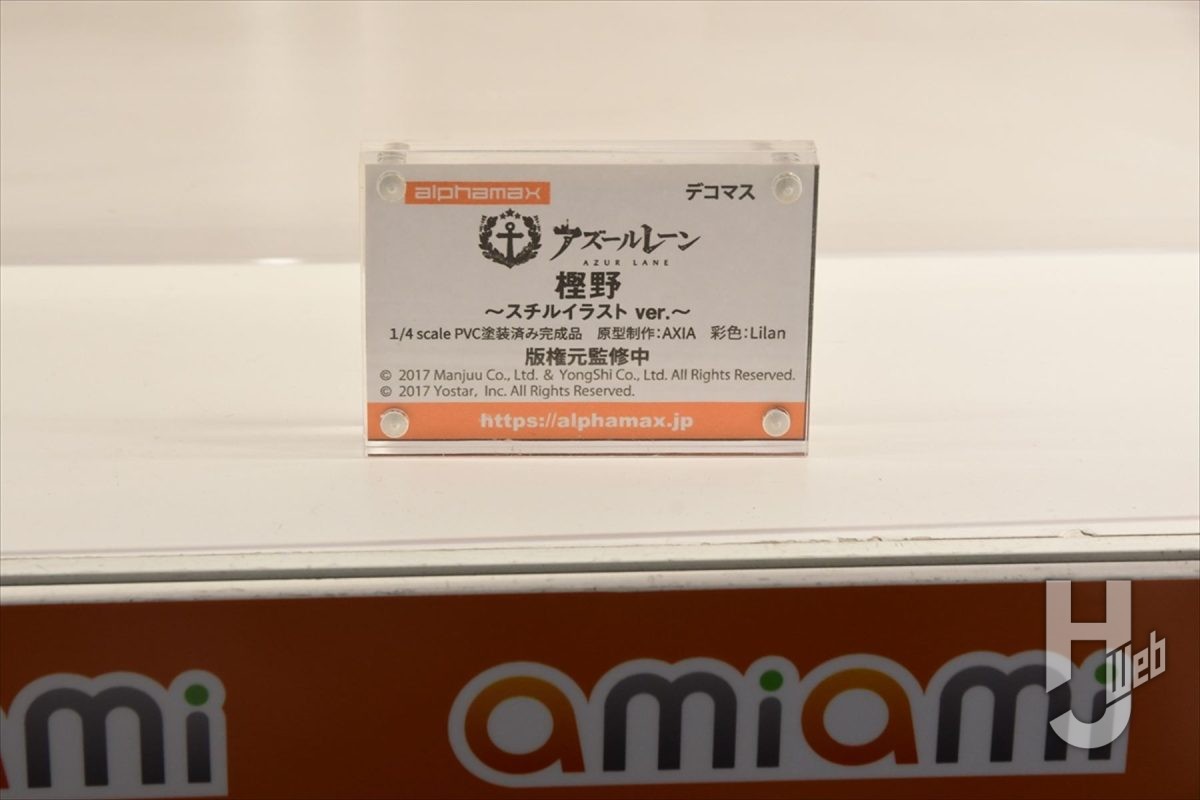 alphamax デコマス
アズールレーン
AZUR LANE
樫野
～スチルイラスト ver.～
1/4 scale PVC塗装済み完成品 原型制作：AXIA 彩色：Lilan
版権元監修中
© 2017 Manjuu Co., Ltd. & YongShi Co., Ltd. All Rights Reserved.
© 2017 Yostar, Inc. All Rights Reserved.
https://alphamax.jp
ami amiami
HJ Web